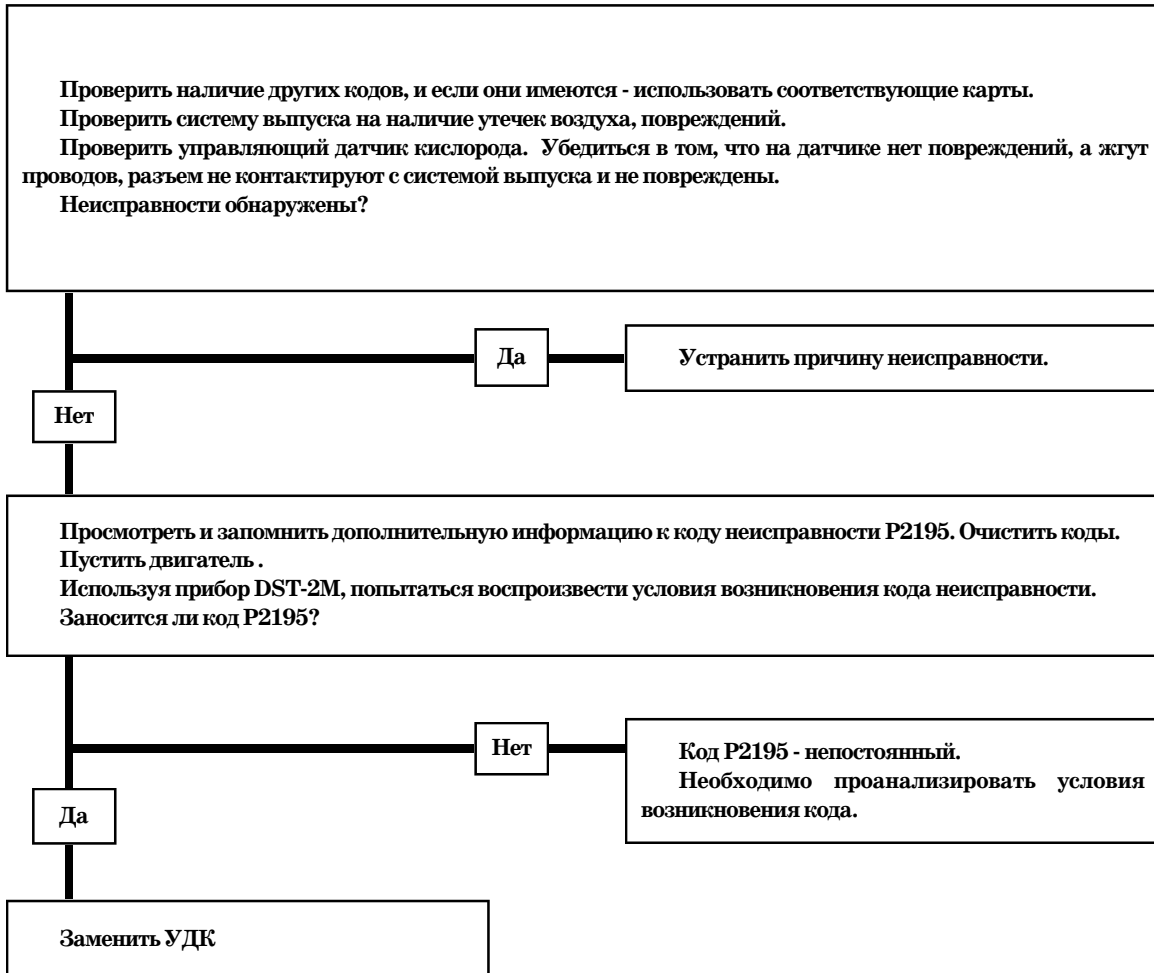 Проверить наличие других кодов, и если они имеются - использовать соответствующие карты.
Проверить систему выпуска на наличие утечек воздуха, повреждений.
Проверить управляющий датчик кислорода. Убедиться в том, что на датчике нет повреждений, а жгут
проводов, разъем не контактируют с системой выпуска и не повреждены.
Неисправности обнаружены?
Да
Устранить причину неисправности.
Нет
Просмотреть и запомнить дополнительную информацию к коду неисправности P2195. Очистить коды.
Пустить двигатель .
Используя прибор DST-2M, попытаться воспроизвести условия возникновения кода неисправности.
Заносится ли код P2195?
Нет
Код P2195 - непостоянный.
Необходимо проанализировать условия
возникновения кода.
Да
Заменить УДК